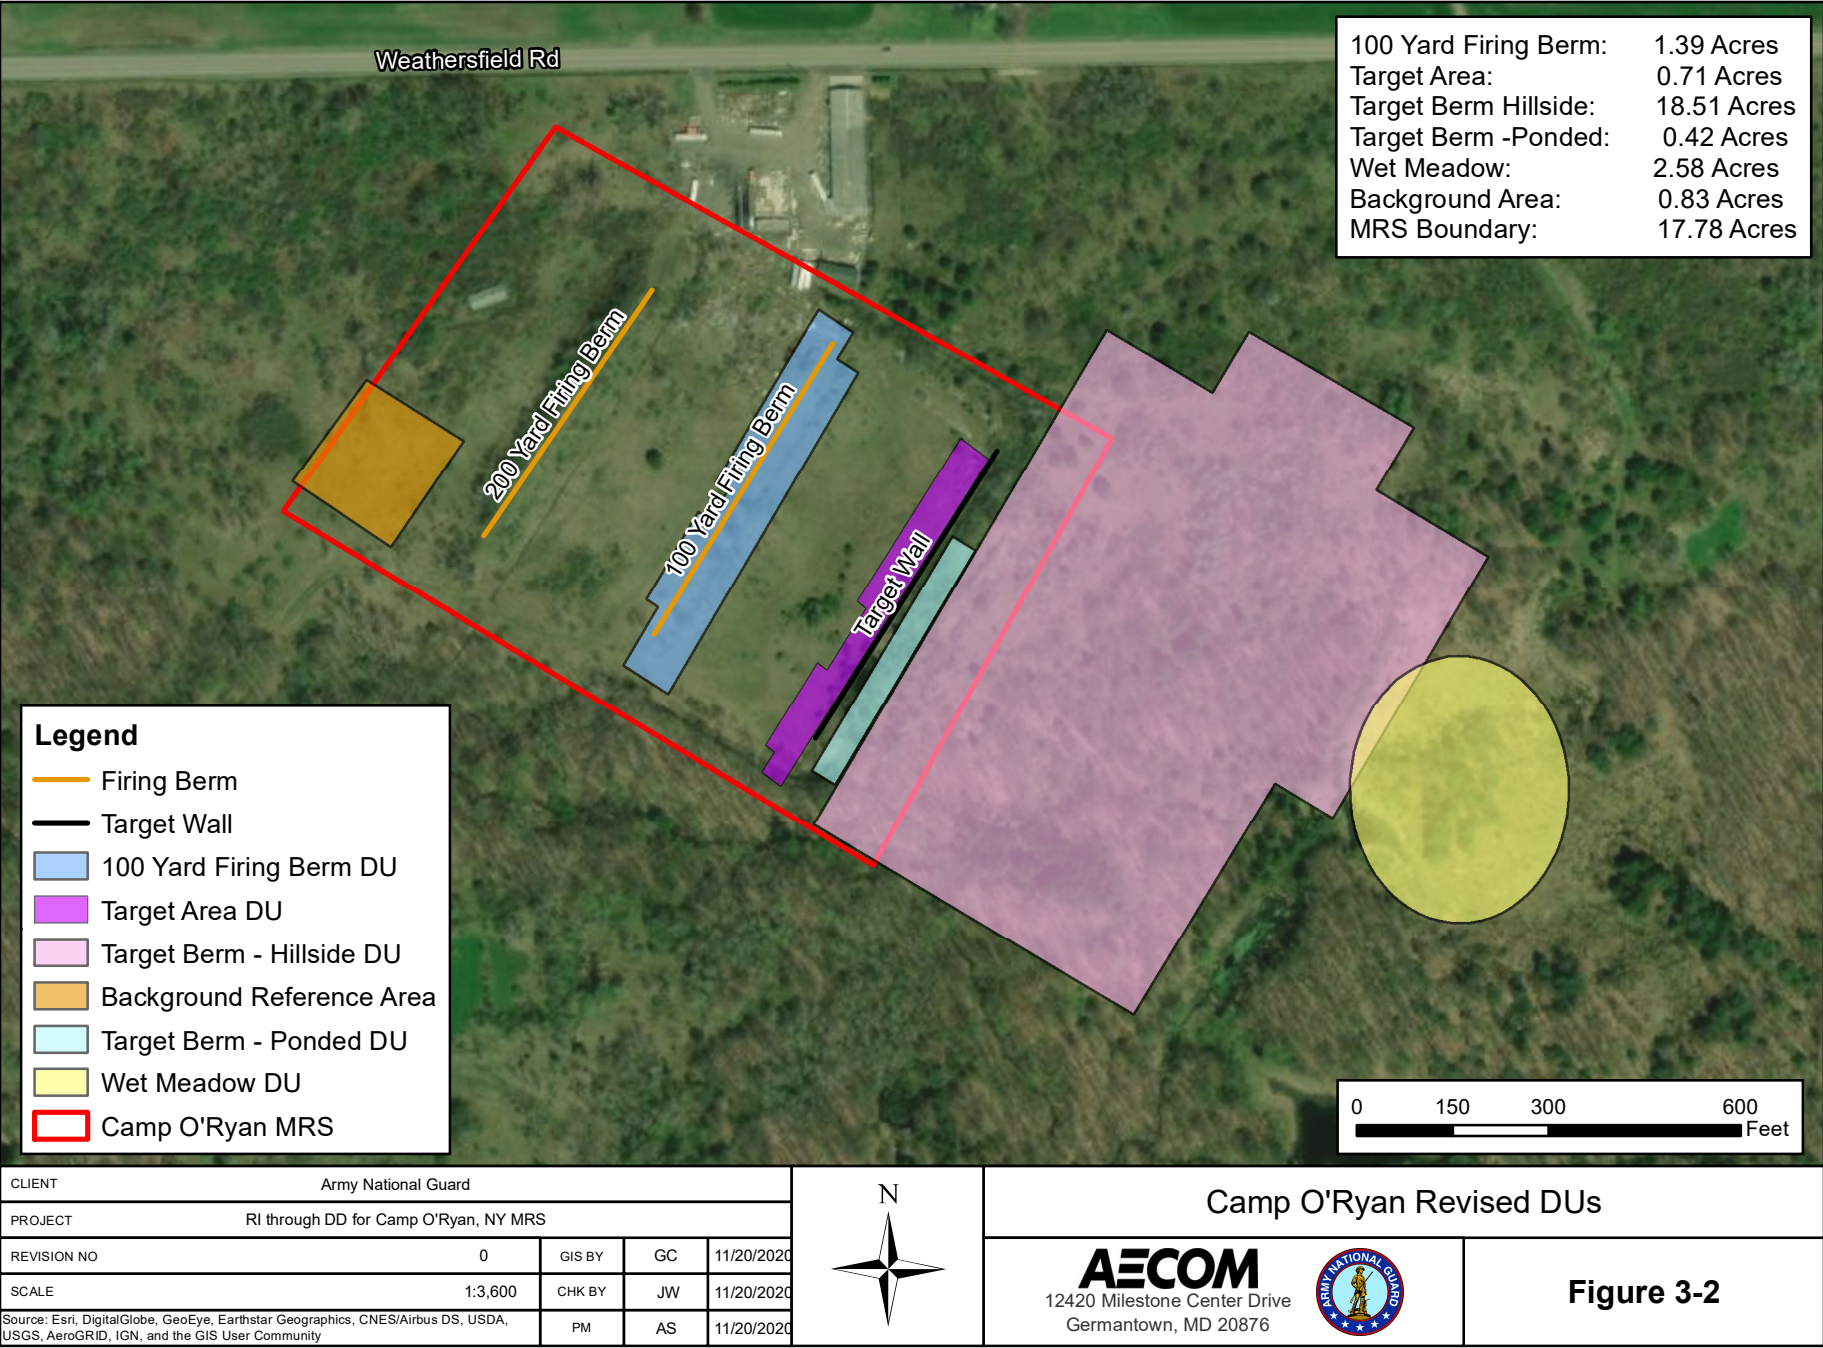 Weathersfield Rd
100 Yard Firing Berm: 1.39 Acres
Target Area: 0.71 Acres
Target Berm Hillside: 18.51 Acres
Target Berm -Ponded: 0.42 Acres
Wet Meadow: 2.58 Acres
Background Area: 0.83 Acres
MRS Boundary: 17.78 Acres
200 Yard Firing Berm
100 Yard Firing Berm
Target Wall
Legend
Firing Berm
Target Wall
100 Yard Firing Berm DU
Target Area DU
Target Berm - Hillside DU
Background Reference Area
Target Berm - Ponded DU
Wet Meadow DU
Camp O'Ryan MRS
0 150 300 600
Feet
CLIENT Army National Guard
PROJECT RI through DD for Camp O'Ryan, NY MRS
REVISION NO 0 GIS BY GC 11/20/2020
SCALE 1:3,600 CHK BY JW 11/20/2020
Source: Esri, DigitalGlobe, GeoEye, Earthstar Geographics, CNES/Airbus DS, USDA,
USGS, AeroGRID, IGN, and the GIS User Community
PM AS 11/20/2020
N
Camp O'Ryan Revised DUs
AECOM
12420 Milestone Center Drive
Germantown, MD 20876
ARMY NATIONAL GUARD
Figure 3-2